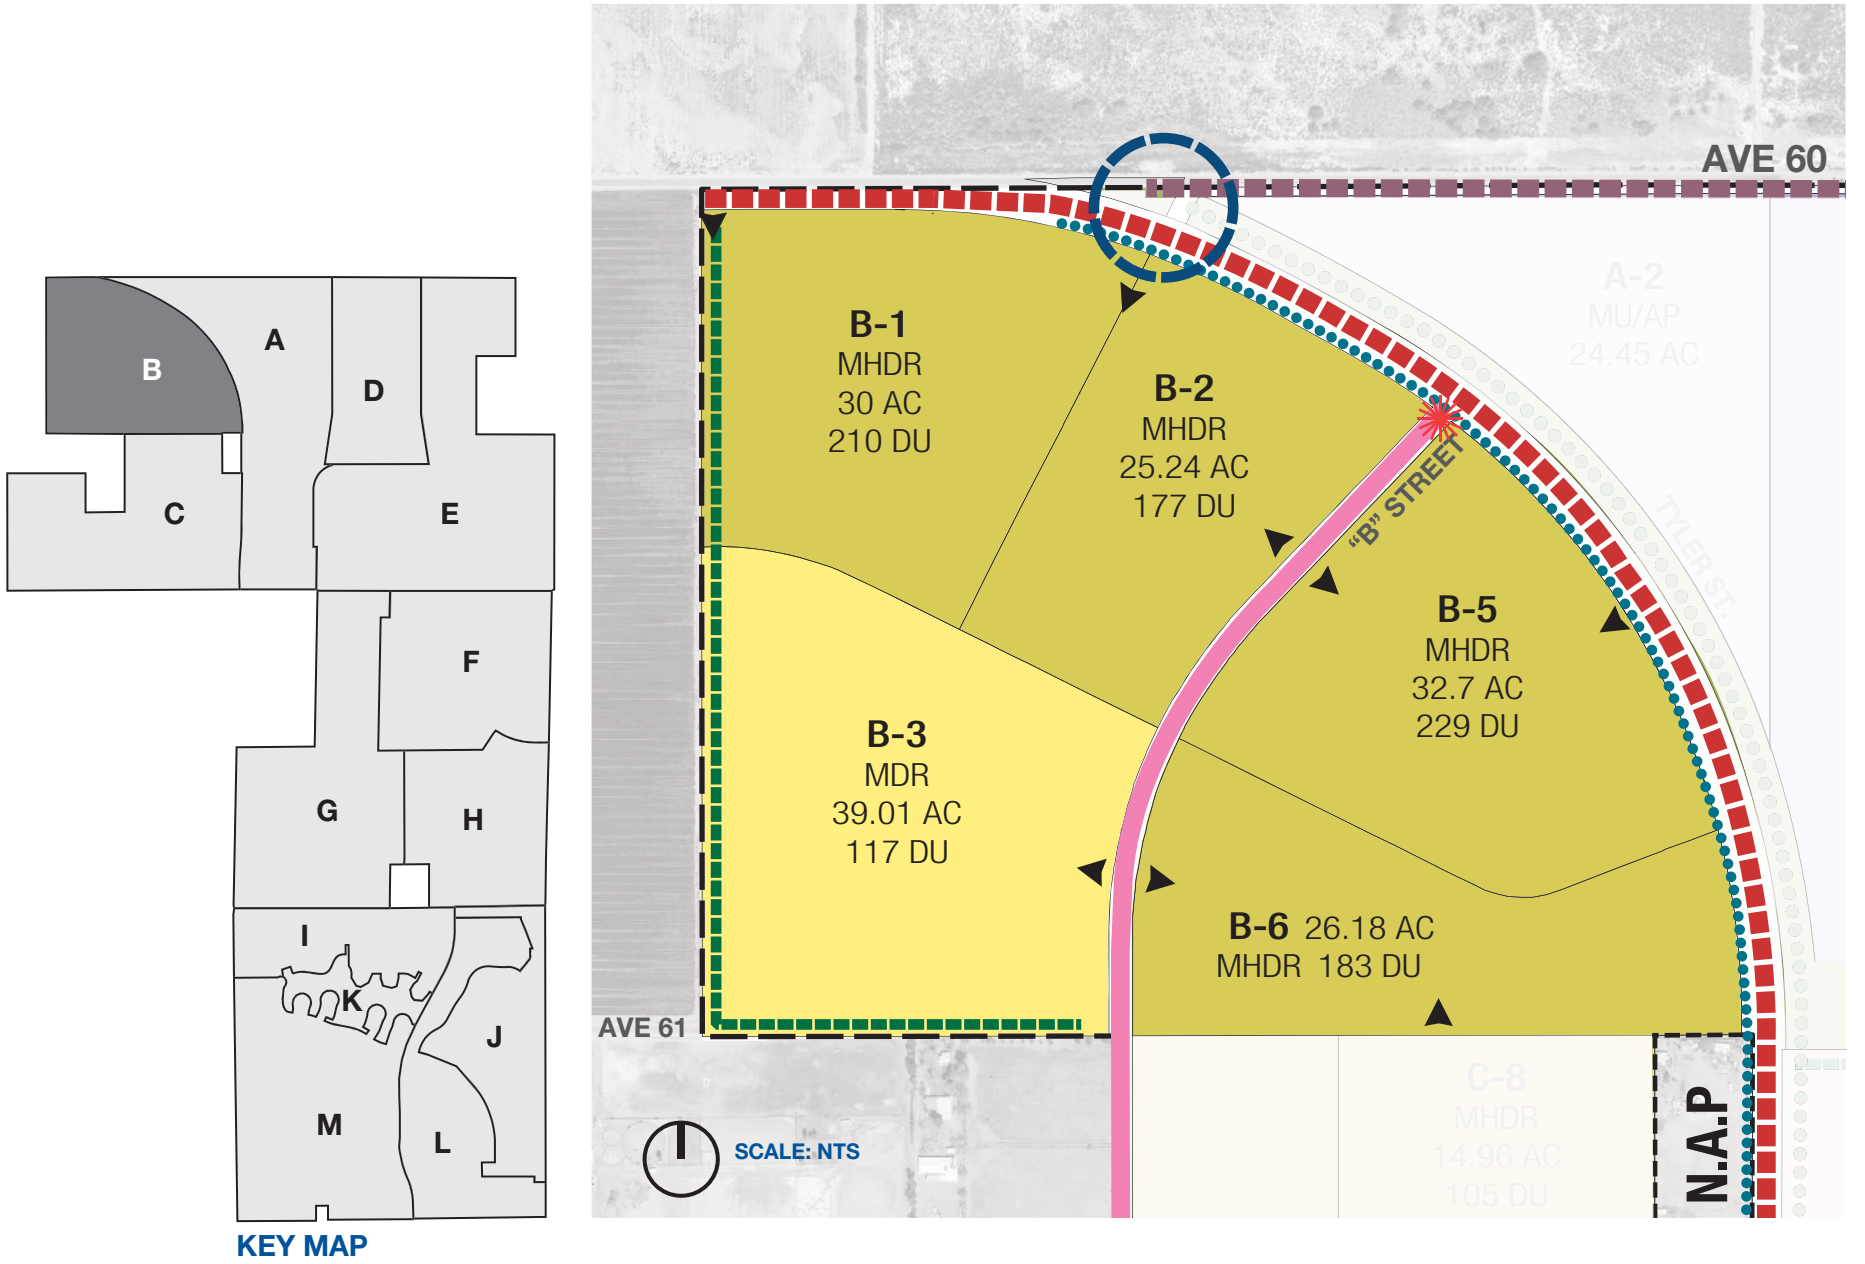 AVE 60
A-2
MU/AP
24.45 AC
TYLER ST.
B-1
MHDR
30 AC
210 DU
B-2
MHDR
25.24 AC
177 DU
“B” STREET
B-5
MHDR
32.7 AC
229 DU
B-3
MDR
39.01 AC
117 DU
B-6 26.18 AC
MHDR 183 DU
AVE 61
C-8
MHDR
14.96 AC
105 DU
N.A.P
SCALE: NTS
A
B
C
D
E
F
G
H
I
K
J
M
L
KEY MAP